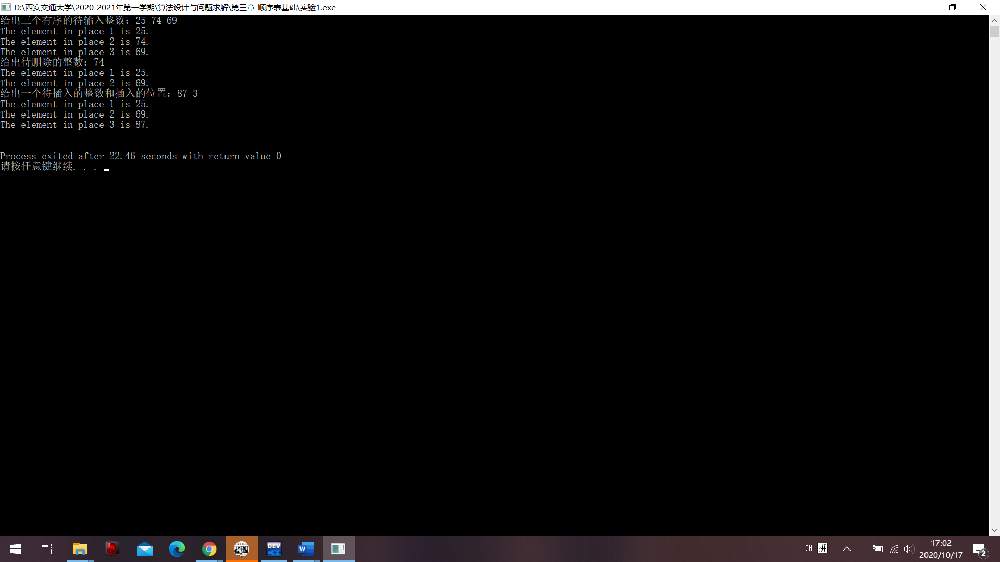 D:\西安交通大学\2020-2021年第一学期\算法设计与问题求解\第三章-顺序表基础\实验1.exe
给出三个有序的待输入整数：25 74 69
The element in place 1 is 25.
The element in place 2 is 74.
The element in place 3 is 69.
给出待删除的整数：74
The element in place 1 is 25.
The element in place 2 is 69.
给出一个待插入的整数和插入的位置：87 3
The element in place 1 is 25.
The element in place 2 is 69.
The element in place 3 is 87.
--------------------------------
Process exited after 22.46 seconds with return value 0
请按任意键继续. . .
DEV C++
W
CH 拼
17:02
2020/10/17
2